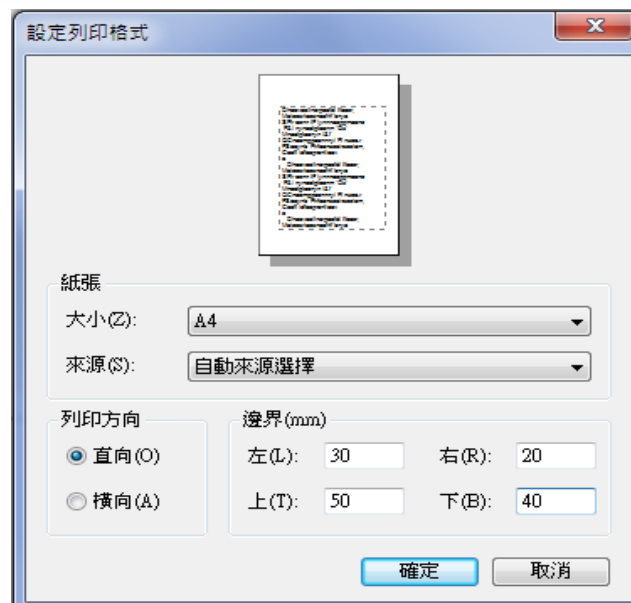 設定列印格式
紙張
大小(Z): A4
來源(S): 自動來源選擇
列印方向
直向(O)
橫向(A)
邊界(mm)
左(L): 30 右(R): 20
上(T): 50 下(B): 40
確定 取消